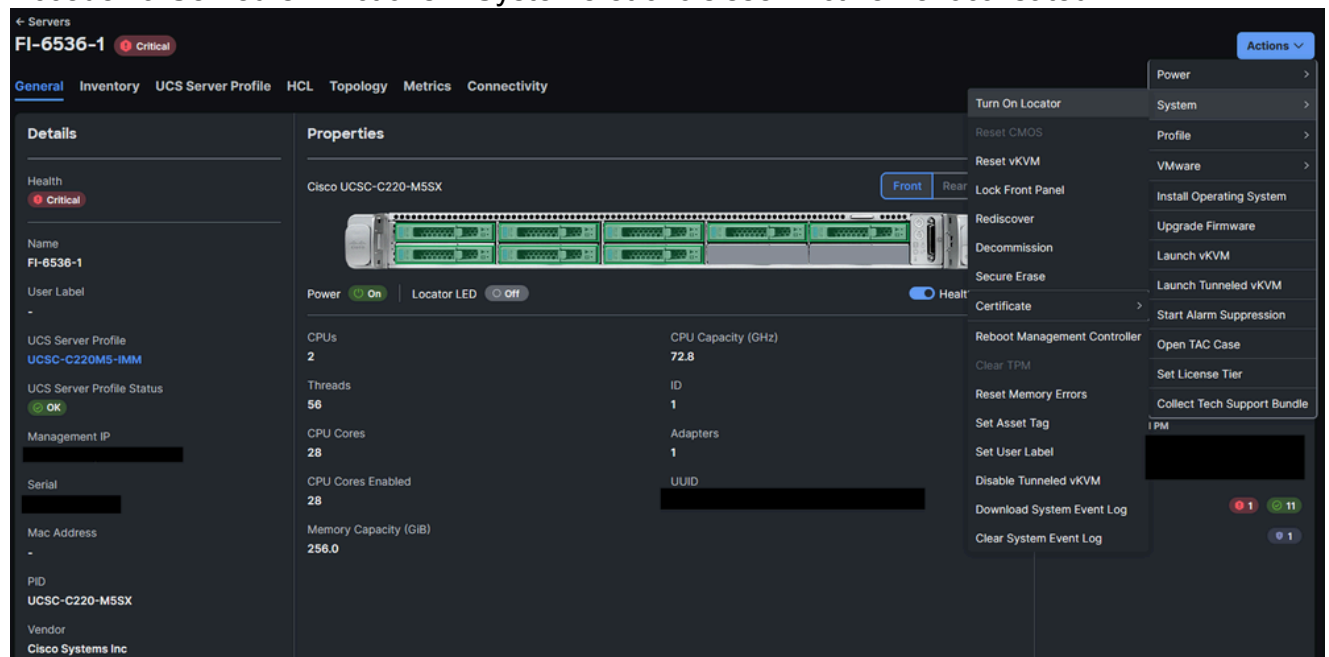 ← Servers
FI-6536-1 Critical
Actions
General Inventory UCS Server Profile HCL Topology Metrics Connectivity
Details
Health
Critical
Name
FI-6536-1
User Label
-
UCS Server Profile
UCSC-C220M5-IMM
UCS Server Profile Status
OK
Management IP
Serial
Mac Address
-
PID
UCSC-C220-M5SX
Vendor
Cisco Systems Inc
Properties
Cisco UCSC-C220-M5SX
Front Rear
Power On Locator LED Off
Healt
CPUs
2
CPU Capacity (GHz)
72.8
Threads
56
ID
1
CPU Cores
28
Adapters
1
CPU Cores Enabled
28
UUID
Memory Capacity (GiB)
256.0
Turn On Locator
Reset CMOS
Reset vKVM
Lock Front Panel
Rediscover
Decommission
Secure Erase
Certificate
Reboot Management Controller
Clear TPM
Reset Memory Errors
Set Asset Tag
Set User Label
Disable Tunneled vKVM
Download System Event Log
Clear System Event Log
Power
System
Profile
VMware
Install Operating System
Upgrade Firmware
Launch vKVM
Launch Tunneled vKVM
Start Alarm Suppression
Open TAC Case
Set License Tier
Collect Tech Support Bundle
PM
1 11
1